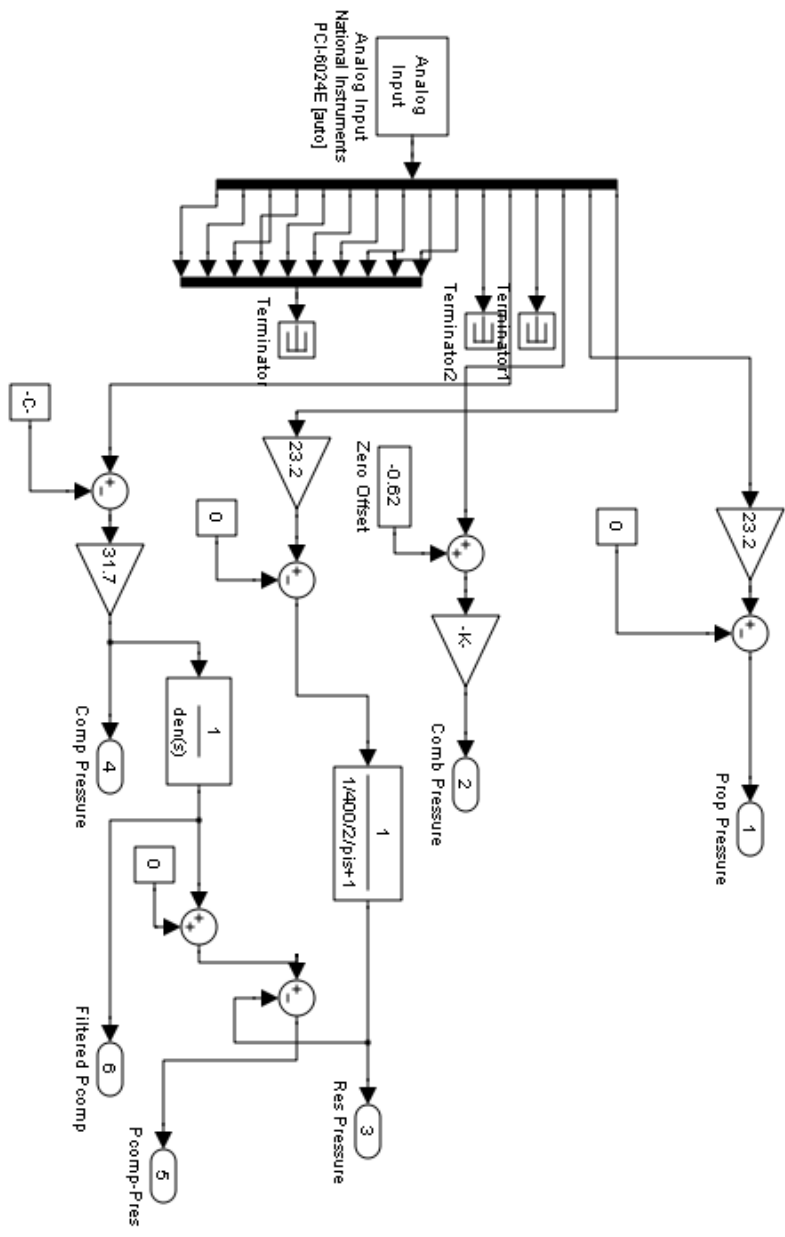 Analog
Input
Analog Input
National Instruments
PCI-6024E [auto]
Terminator
Terminator2
Terminator1
23.2
0
+
-
1
Prop Pressure
-0.62
Zero Offset
+
+
-K-
2
Comb Pressure
23.2
0
+
-
1
1/400/2/pis+1
3
Res Pressure
-C-
+
-
31.7
4
Comp Pressure
1
den(s)
0
+
+
+
-
5
Pcomp-Pres
6
Filtered Pcomp